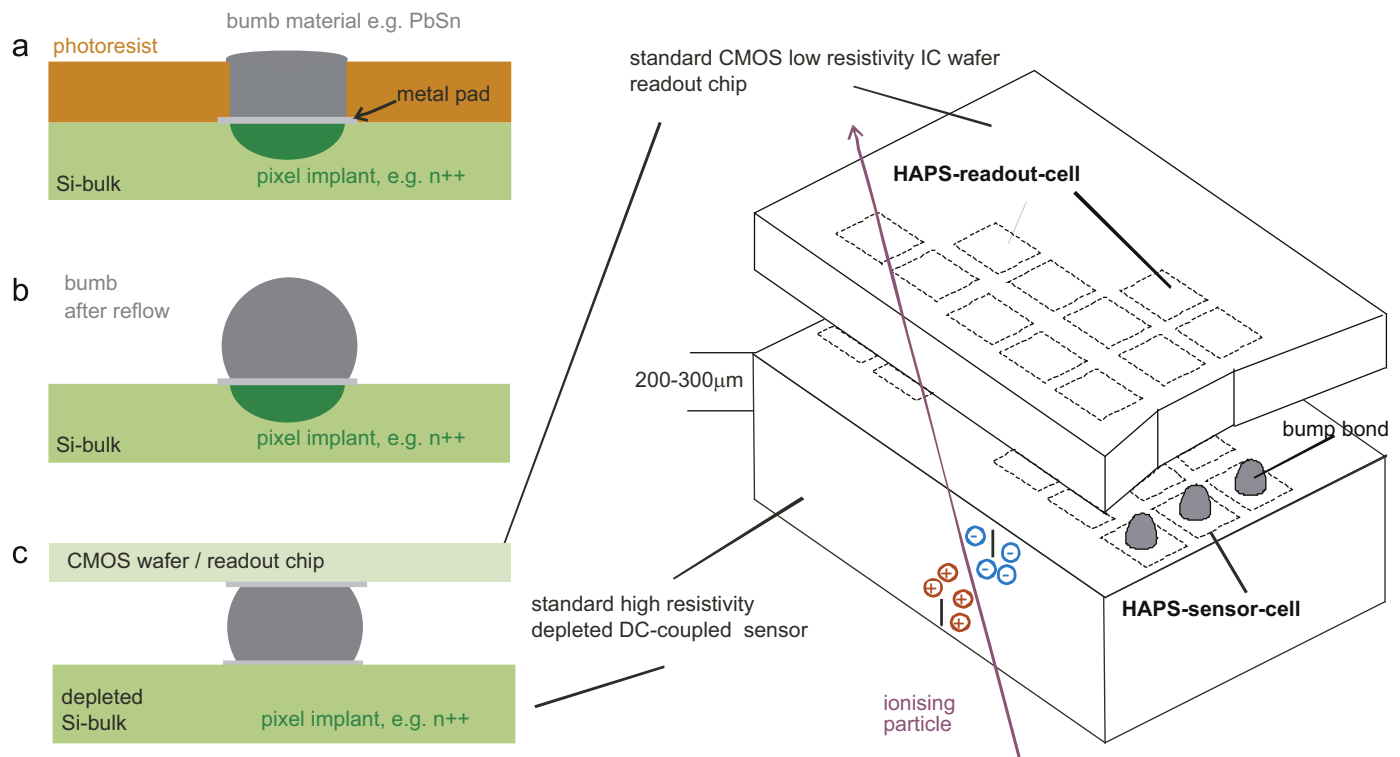 a
bumb material e.g. PbSn
photoresist
metal pad
Si-bulk
pixel implant, e.g. n++
b
bumb
after reflow
Si-bulk
pixel implant, e.g. n++
c
CMOS wafer / readout chip
depleted
Si-bulk
pixel implant, e.g. n++
standard CMOS low resistivity IC wafer
readout chip
HAPS-readout-cell
200-300μm
bump bond
- - - -
+ + + +
HAPS-sensor-cell
standard high resistivity
depleted DC-coupled sensor
ionising
particle